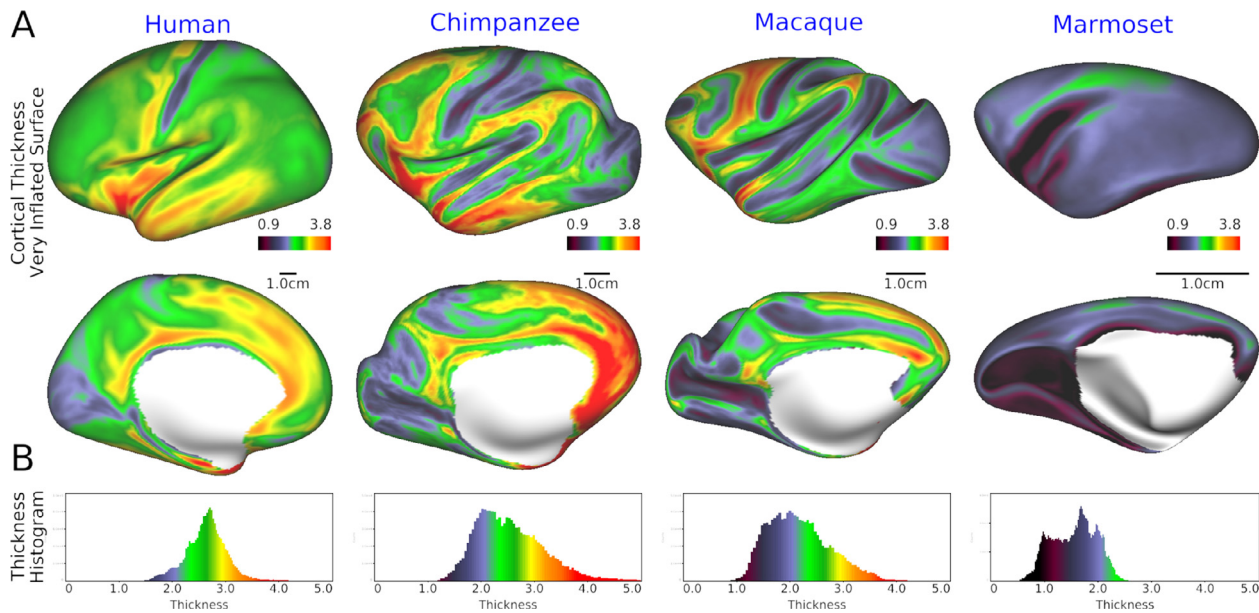 A
Human
Chimpanzee
Macaque
Marmoset
Cortical Thickness
Very Inflated Surface
0.9 3.8
0.9 3.8
0.9 3.8
0.9 3.8
1.0cm
1.0cm
1.0cm
1.0cm
B
Thickness
Histogram
0 1.0 2.0 3.0 4.0 5.0
Thickness
0 1.0 2.0 3.0 4.0 5.0
Thickness
0 1.0 2.0 3.0 4.0 5.0
Thickness
0 1.0 2.0 3.0 4.0 5.0
Thickness